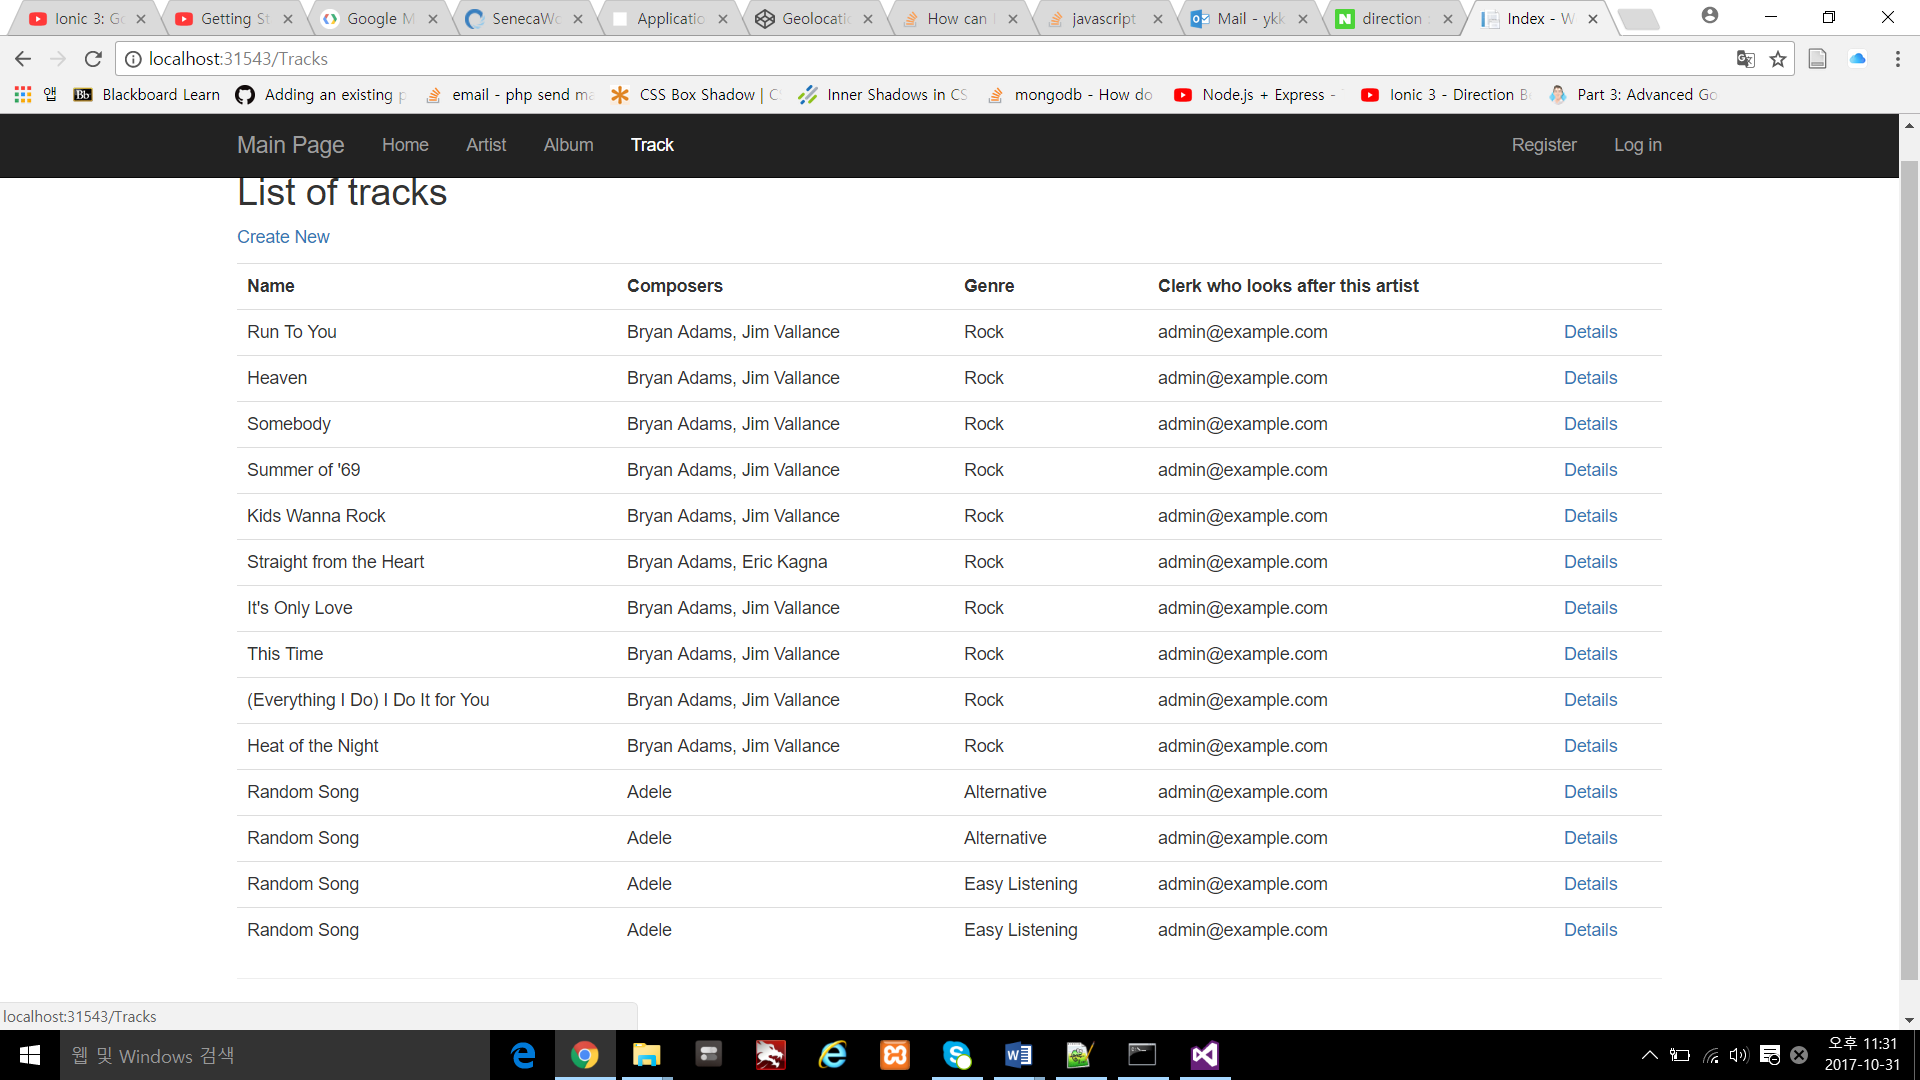 Ionic 3: Go
Getting St
Google M
SenecaWo
Applicatio
Geolocatio
How can I
javascript
Mail - ykk
direction s
Index - W
localhost:31543/Tracks
앱
Bb
Blackboard Learn
Adding an existing p
email - php send ma
CSS Box Shadow | C
Inner Shadows in CS
mongodb - How do
Node.js + Express -
Ionic 3 - Direction B
Part 3: Advanced Go
Main Page Home Artist Album Track Register Log in
List of tracks
Create New
Name Composers Genre Clerk who looks after this artist
Run To You Bryan Adams, Jim Vallance Rock admin@example.com Details
Heaven Bryan Adams, Jim Vallance Rock admin@example.com Details
Somebody Bryan Adams, Jim Vallance Rock admin@example.com Details
Summer of '69 Bryan Adams, Jim Vallance Rock admin@example.com Details
Kids Wanna Rock Bryan Adams, Jim Vallance Rock admin@example.com Details
Straight from the Heart Bryan Adams, Eric Kagna Rock admin@example.com Details
It's Only Love Bryan Adams, Jim Vallance Rock admin@example.com Details
This Time Bryan Adams, Jim Vallance Rock admin@example.com Details
(Everything I Do) I Do It for You Bryan Adams, Jim Vallance Rock admin@example.com Details
Heat of the Night Bryan Adams, Jim Vallance Rock admin@example.com Details
Random Song Adele Alternative admin@example.com Details
Random Song Adele Alternative admin@example.com Details
Random Song Adele Easy Listening admin@example.com Details
Random Song Adele Easy Listening admin@example.com Details
localhost:31543/Tracks
웹 및 Windows 검색
오후 11:31
2017-10-31